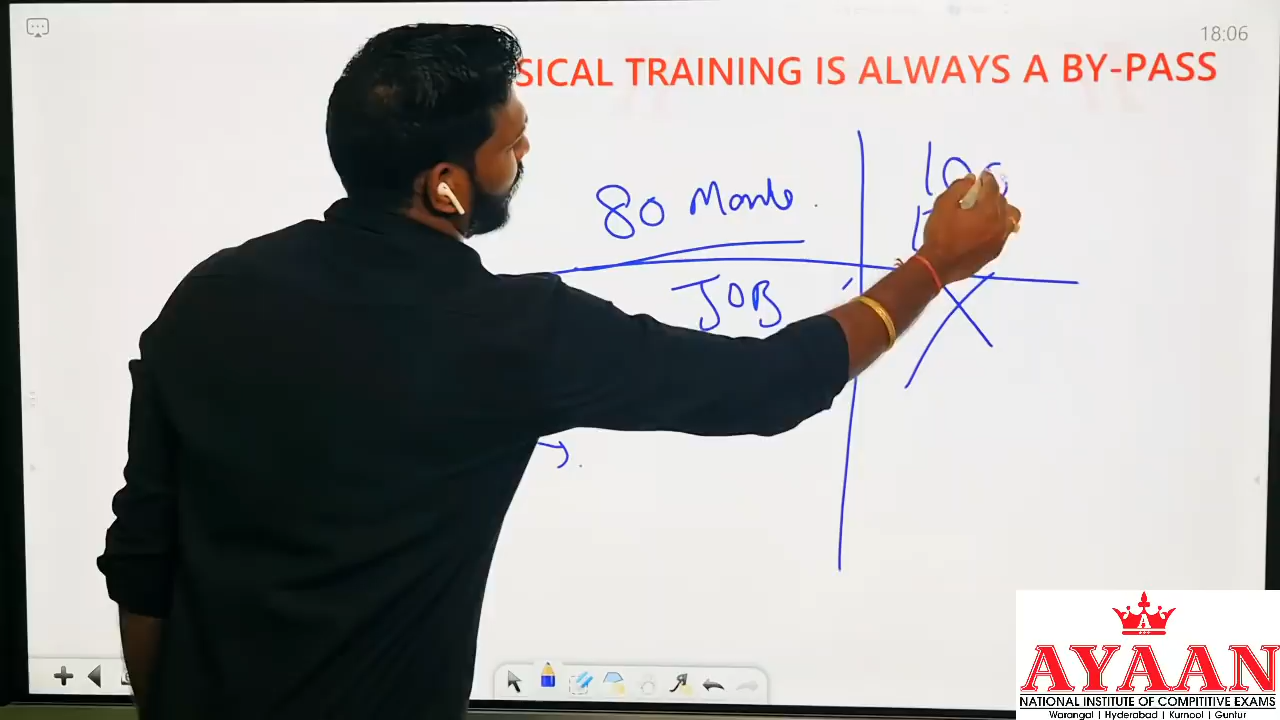 18:06
SICAL TRAINING IS ALWAYS A BY-PASS
80 Marks
100
JOB
AYAAN
NATIONAL INSTITUTE OF COMPITITIVE EXAMS
Warangal | Hyderabad | Kurnool | Guntur